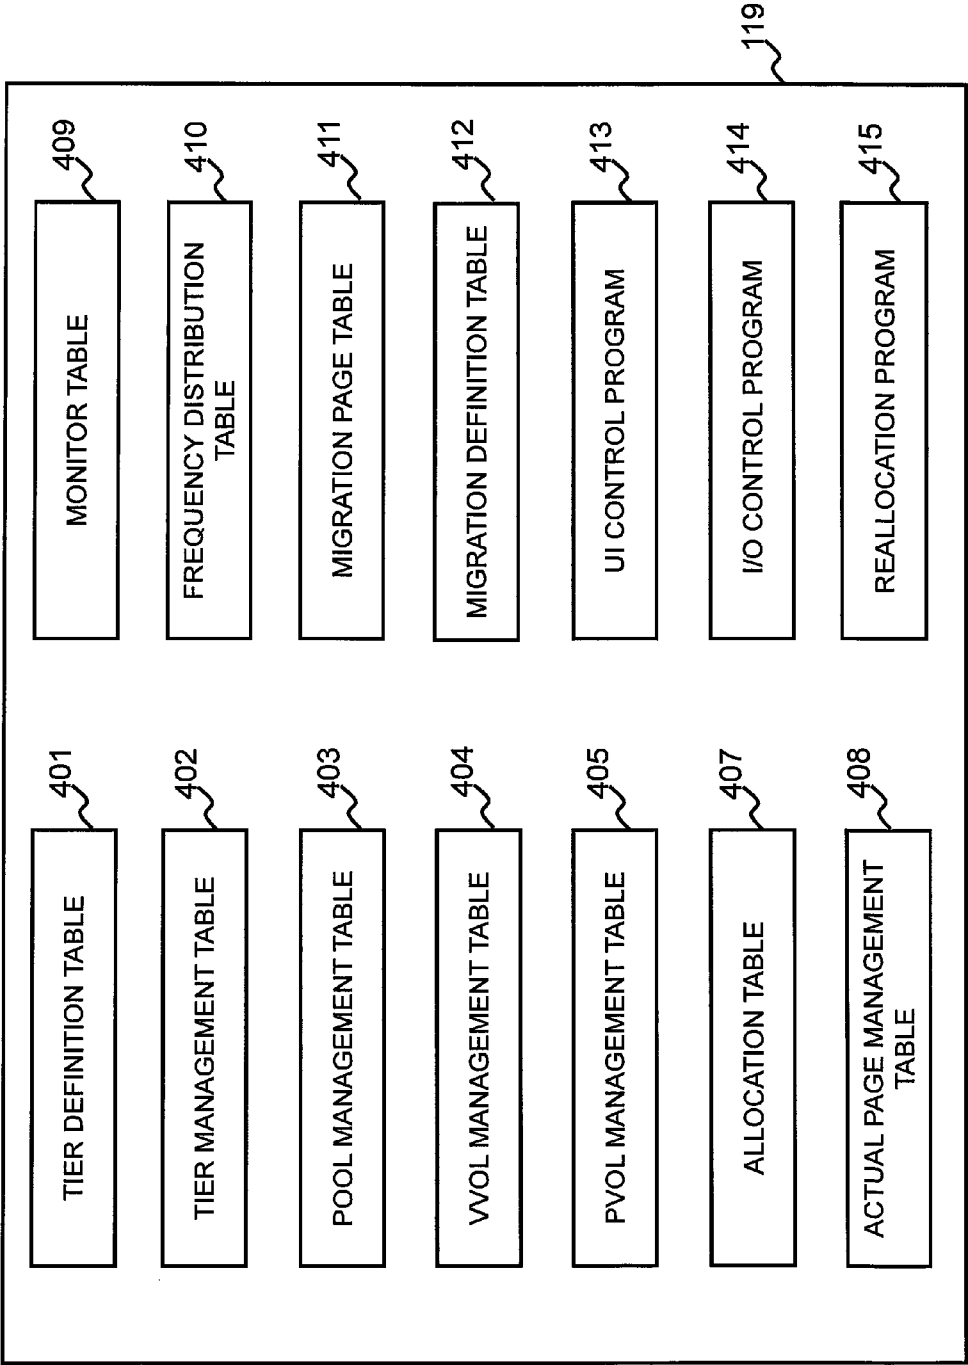 119
TIER DEFINITION TABLE
401
TIER MANAGEMENT TABLE
402
POOL MANAGEMENT TABLE
403
VVOL MANAGEMENT TABLE
404
PVOL MANAGEMENT TABLE
405
ALLOCATION TABLE
407
ACTUAL PAGE MANAGEMENT
TABLE
408
MONITOR TABLE
409
FREQUENCY DISTRIBUTION
TABLE
410
MIGRATION PAGE TABLE
411
MIGRATION DEFINITION TABLE
412
UI CONTROL PROGRAM
413
I/O CONTROL PROGRAM
414
REALLOCATION PROGRAM
415